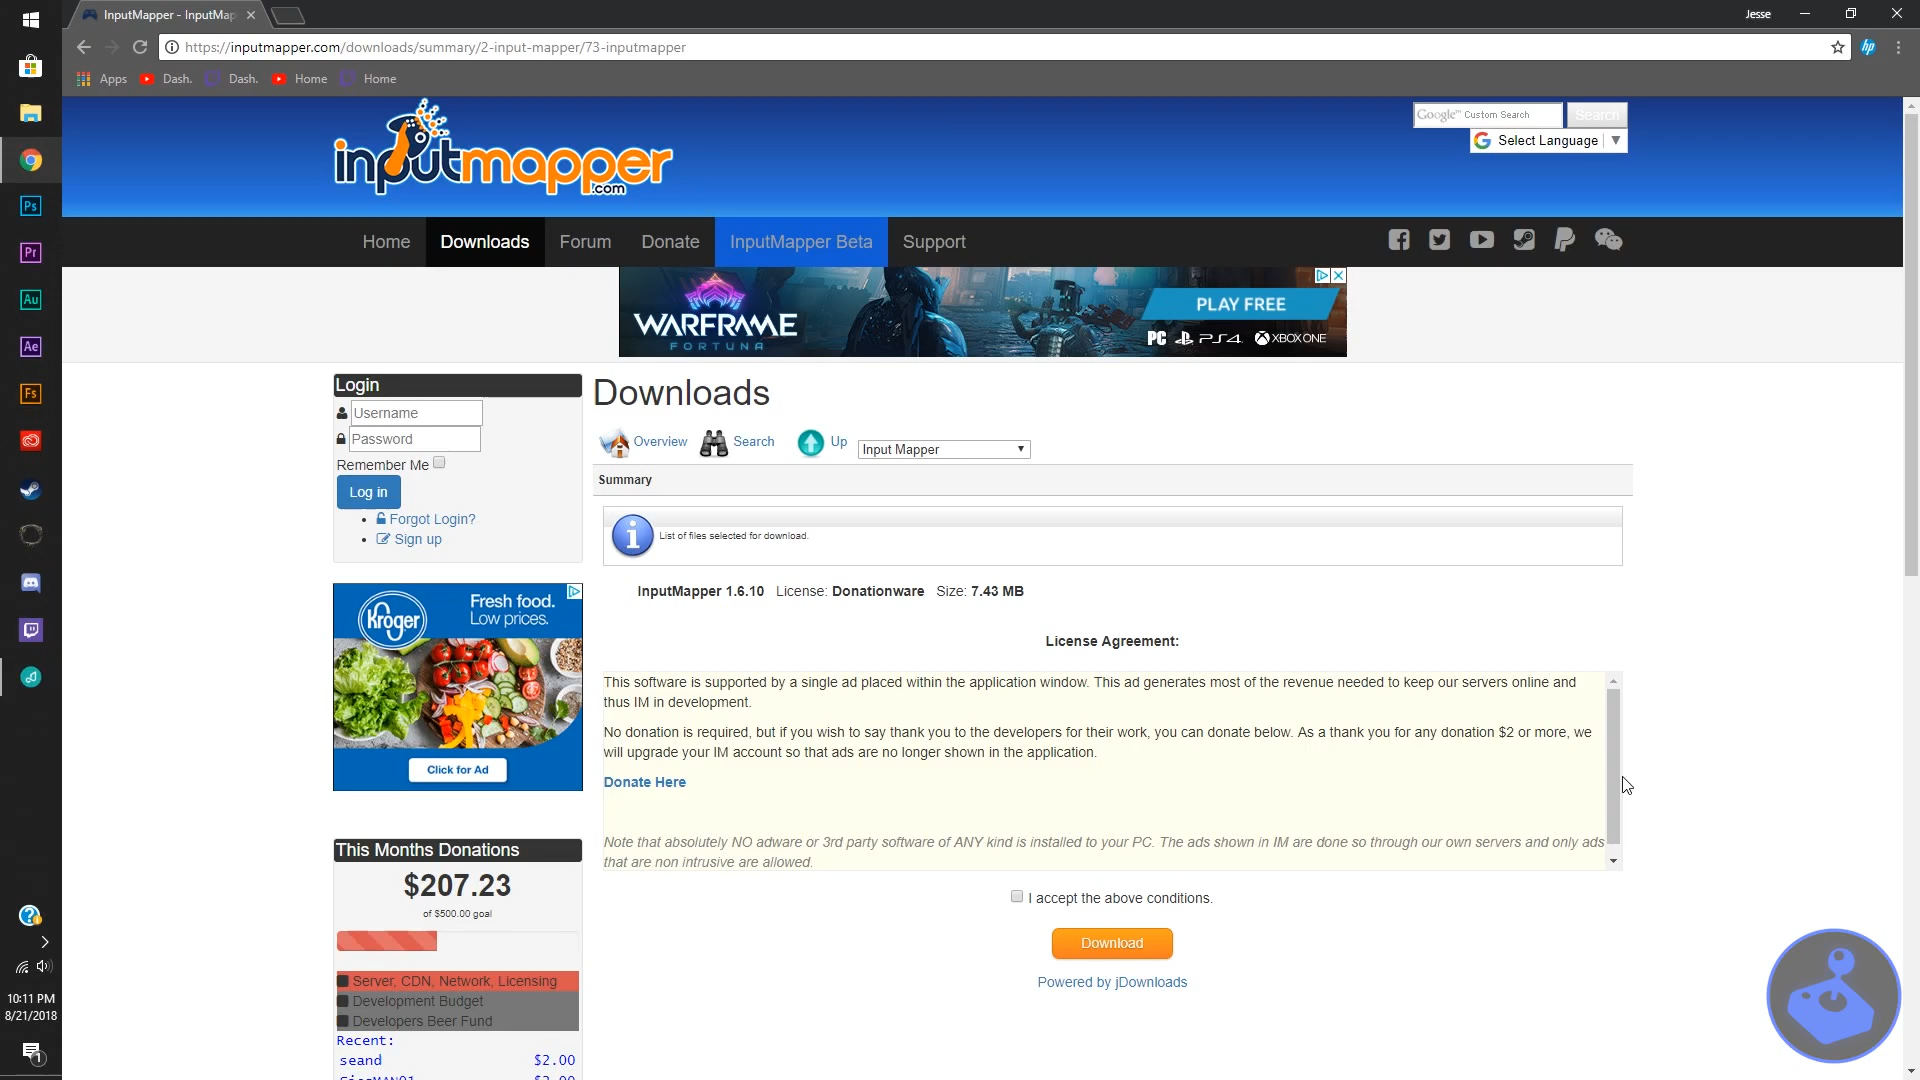 InputMapper - InputMap
Jesse
https://inputmapper.com/downloads/summary/2-input-mapper/73-inputmapper
hp
Apps
Dash.
Dash.
Home
Home
Ps
Pr
Au
Ae
Fs
inputmapper
.com
Google™ Custom Search
Search
G Select Language ▼
Home
Downloads
Forum
Donate
InputMapper Beta
Support
WARFRAME
FORTUNA
PLAY FREE
PC PS4 XBOX ONE
Login
Username
Password
Remember Me
Log in
Forgot Login?
Sign up
Downloads
Overview
Search
Up
Input Mapper
Summary
List of files selected for download.
InputMapper 1.6.10 License: Donationware Size: 7.43 MB
License Agreement:
This software is supported by a single ad placed within the application window. This ad generates most of the revenue needed to keep our servers online and
thus IM in development.
No donation is required, but if you wish to say thank you to the developers for their work, you can donate below. As a thank you for any donation $2 or more, we
will upgrade your IM account so that ads are no longer shown in the application.
Donate Here
Note that absolutely NO adware or 3rd party software of ANY kind is installed to your PC. The ads shown in IM are done so through our own servers and only ads
that are non intrusive are allowed.
I accept the above conditions.
Download
Powered by jDownloads
Kroger
Fresh food.
Low prices.
Click for Ad
This Months Donations
$207.23
of $500.00 goal
Server, CDN, Network, Licensing
Development Budget
Developers Beer Fund
Recent:
seand $2.00
10:11 PM
8/21/2018
1